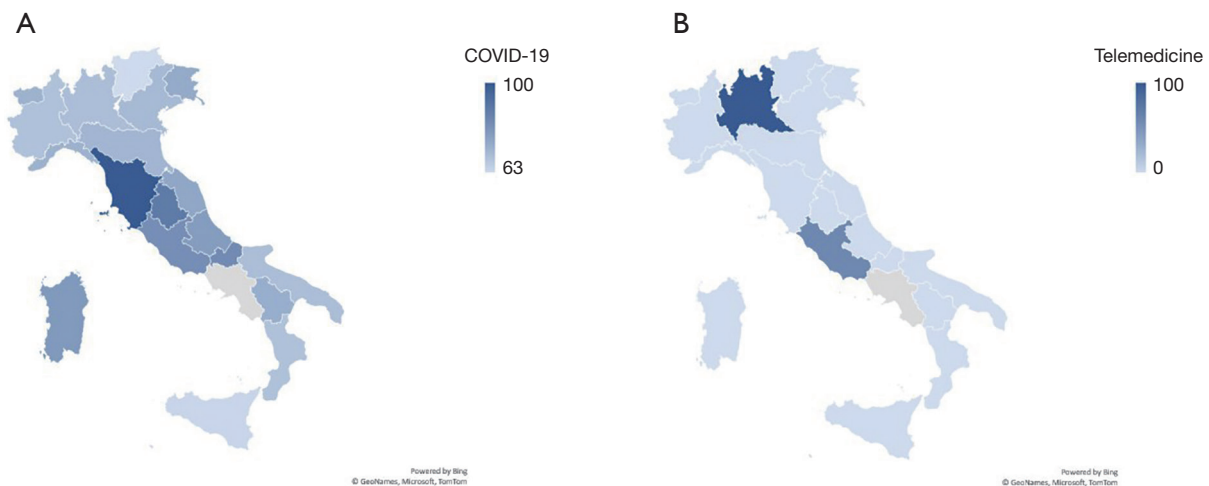 A
COVID-19
100
63
Powered by Bing
© GeoNames, Microsoft, TomTom
B
Telemedicine
100
0
Powered by Bing
© GeoNames, Microsoft, TomTom